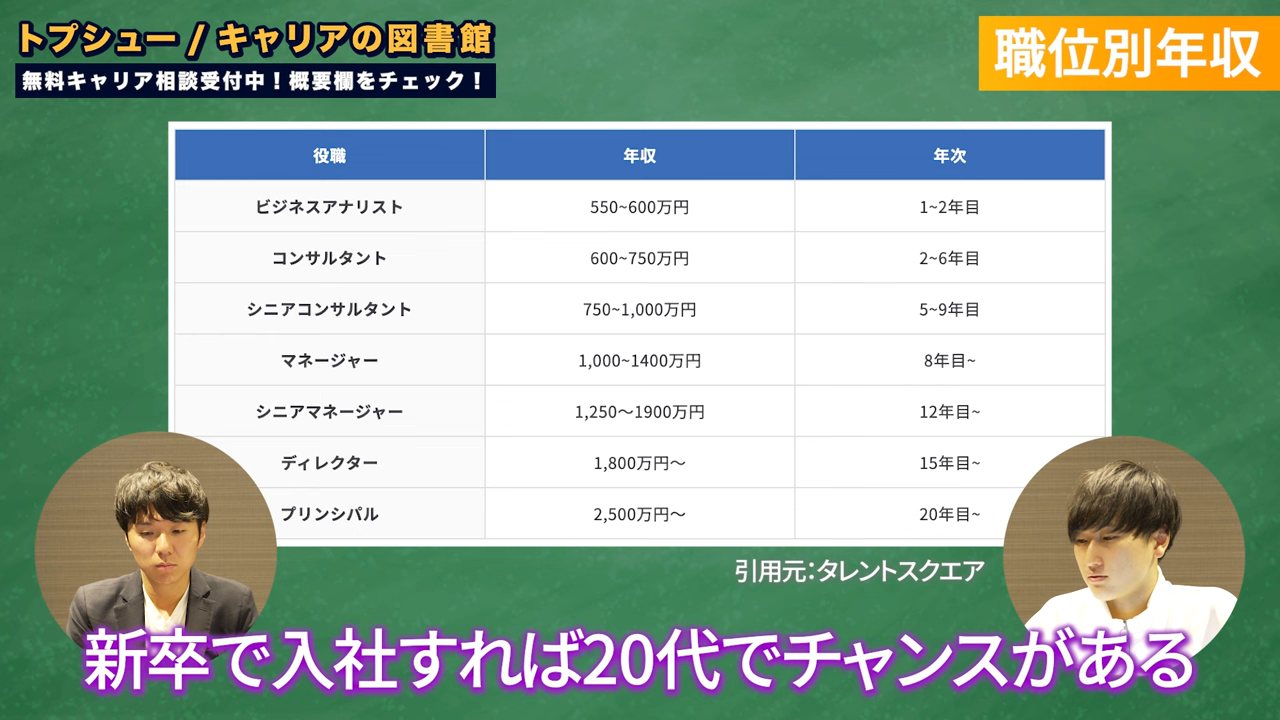 トプシュー / キャリアの図書館
無料キャリア相談受付中！概要欄をチェック！
職位別年収
役職 年収 年次
ビジネスアナリスト 550~600万円 1~2年目
コンサルタント 600~750万円 2~6年目
シニアコンサルタント 750~1,000万円 5~9年目
マネージャー 1,000~1400万円 8年目~
シニアマネージャー 1,250〜1900万円 12年目~
ディレクター 1,800万円〜 15年目~
プリンシパル 2,500万円〜 20年目~
引用元：タレントスクエア
新卒で入社すれば20代でチャンスがある